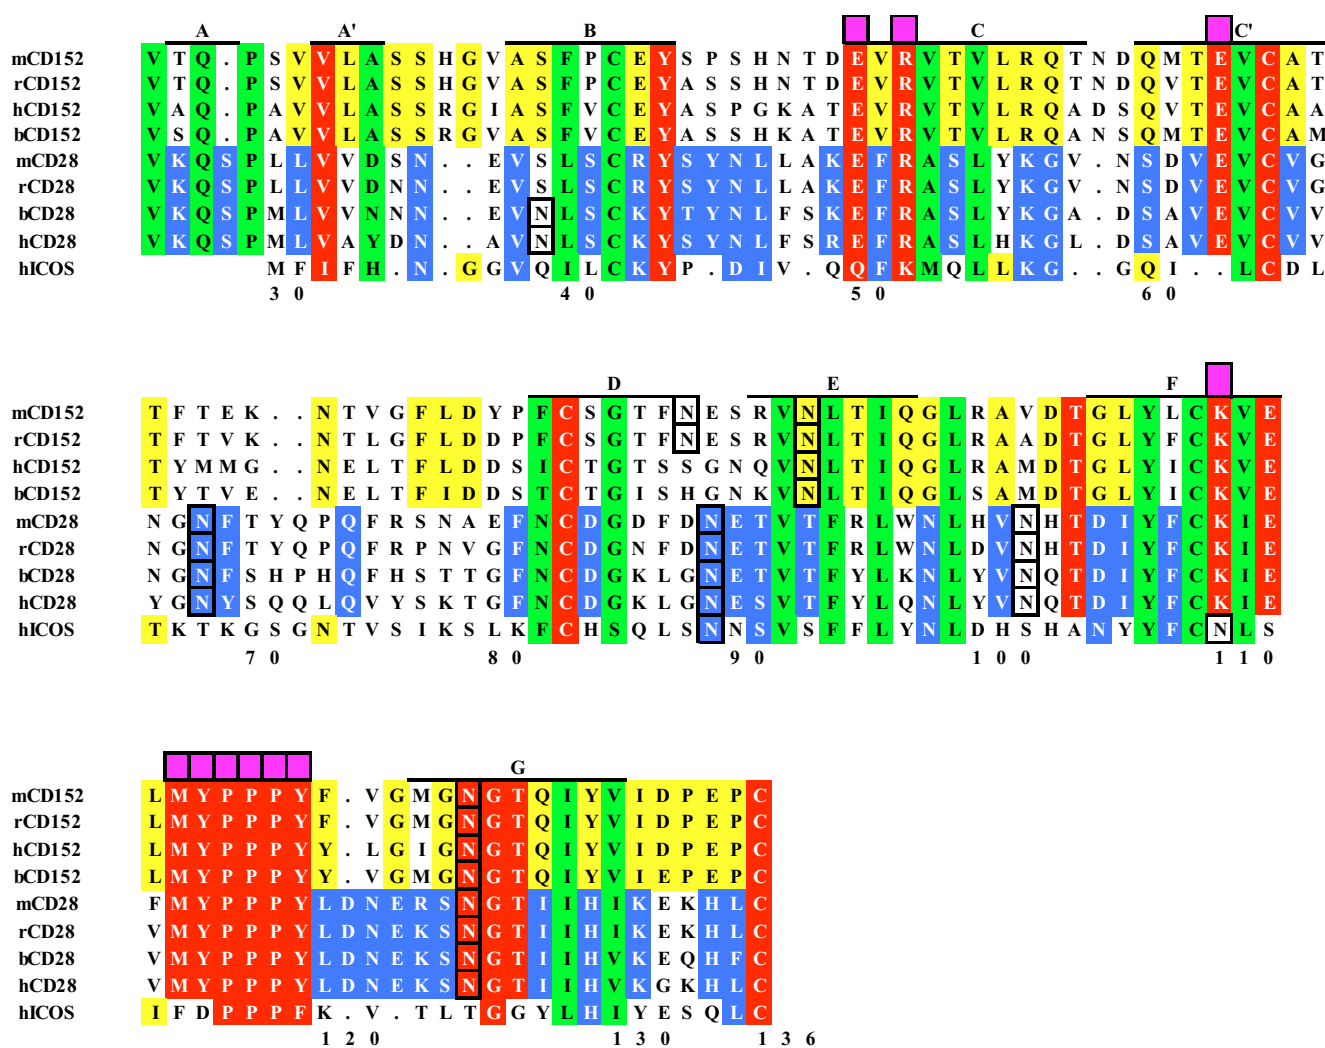 A A' B C C'
mCD152 V T Q . P S V V L A S S H G V A S F P C E Y S P S H N T D E V R V T V L R Q T N D Q M T E V C A T
rCD152 V T Q . P S V V L A S S H G V A S F P C E Y A S S H N T D E V R V T V L R Q T N D Q V T E V C A T
hCD152 V A Q . P A V V L A S S R G I A S F V C E Y A S P G K A T E V R V T V L R Q A D S Q V T E V C A A
bCD152 V S Q . P A V V L A S S R G V A S F V C E Y A S S H K A T E V R V T V L R Q A N S Q M T E V C A M
mCD28 V K Q S P L L V V D S N . . E V S L S C R Y S Y N L L A K E F R A S L Y K G V . N S D V E V C V G
rCD28 V K Q S P L L V V D N N . . E V S L S C R Y S Y N L L A K E F R A S L Y K G V . N S D V E V C V G
bCD28 V K Q S P M L V V N N N . . E V N L S C K Y T Y N L F S K E F R A S L Y K G A . D S A V E V C V V
hCD28 V K Q S P M L V A Y D N . . A V N L S C K Y S Y N L F S R E F R A S L H K G L . D S A V E V C V V
hICOS M F I F H . N . G G V Q I L C K Y P . D I V . Q Q F K M Q L L K G . . G Q I . . L C D L
3 0 4 0 5 0 6 0
D E F
mCD152 T F T E K . . N T V G F L D Y P F C S G T F N E S R V N L T I Q G L R A V D T G L Y L C K V E
rCD152 T F T V K . . N T L G F L D D P F C S G T F N E S R V N L T I Q G L R A A D T G L Y F C K V E
hCD152 T Y M M G . . N E L T F L D D S I C T G T S S G N Q V N L T I Q G L R A M D T G L Y I C K V E
bCD152 T Y T V E . . N E L T F I D D S T C T G I S H G N K V N L T I Q G L S A M D T G L Y I C K V E
mCD28 N G N F T Y Q P Q F R S N A E F N C D G D F D N E T V T F R L W N L H V N H T D I Y F C K I E
rCD28 N G N F T Y Q P Q F R P N V G F N C D G N F D N E T V T F R L W N L D V N H T D I Y F C K I E
bCD28 N G N F S H P H Q F H S T T G F N C D G K L G N E T V T F Y L K N L Y V N Q T D I Y F C K I E
hCD28 Y G N Y S Q Q L Q V Y S K T G F N C D G K L G N E S V T F Y L Q N L Y V N Q T D I Y F C K I E
hICOS T K T K G S G N T V S I K S L K F C H S Q L S N N S V S F F L Y N L D H S H A N Y Y F C N L S
7 0 8 0 9 0 1 0 0 1 1 0
G
mCD152 L M Y P P P Y F . V G M G N G T Q I Y V I D P E P C
rCD152 L M Y P P P Y F . V G M G N G T Q I Y V I D P E P C
hCD152 L M Y P P P Y Y . L G I G N G T Q I Y V I D P E P C
bCD152 L M Y P P P Y Y . V G M G N G T Q I Y V I E P E P C
mCD28 F M Y P P P Y L D N E R S N G T I I H I K E K H L C
rCD28 V M Y P P P Y L D N E K S N G T I I H I K E K H L C
bCD28 V M Y P P P Y L D N E K S N G T I I H V K E Q H F C
hCD28 V M Y P P P Y L D N E K S N G T I I H V K G K H L C
hICOS I F D P P P F K . V . T L T G G Y L H I Y E S Q L C
1 2 0 1 3 0 1 3 6